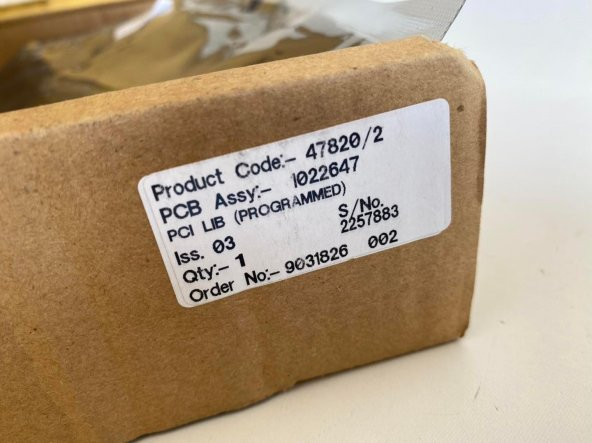 Product Code:- 47820/2
PCB Assy:- 1022647
PCI LIB (PROGRAMMED)
Iss. 03 S/No.
2257883
Qty:- 1
Order No:- 9031826 002